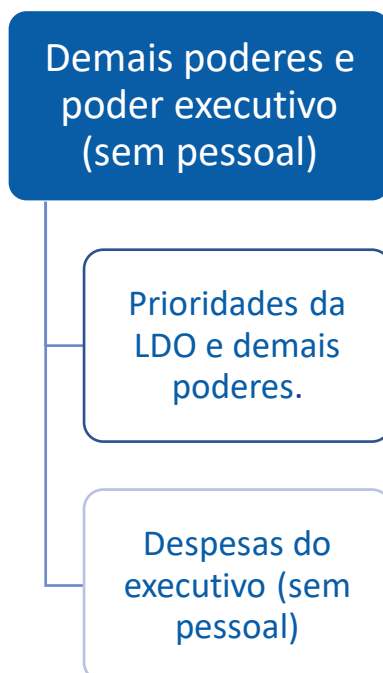 Demais poderes e
poder executivo
(sem pessoal)
Prioridades da
LDO e demais
poderes.
Despesas do
executivo (sem
pessoal)